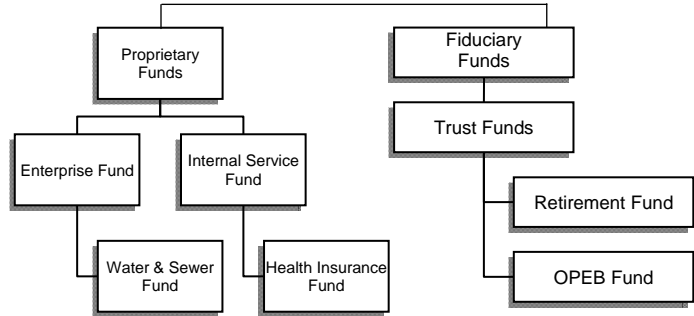 Proprietary
Funds
Fiduciary
Funds
Trust Funds
Enterprise Fund
Internal Service
Fund
Retirement Fund
Water & Sewer
Fund
Health Insurance
Fund
OPEB Fund